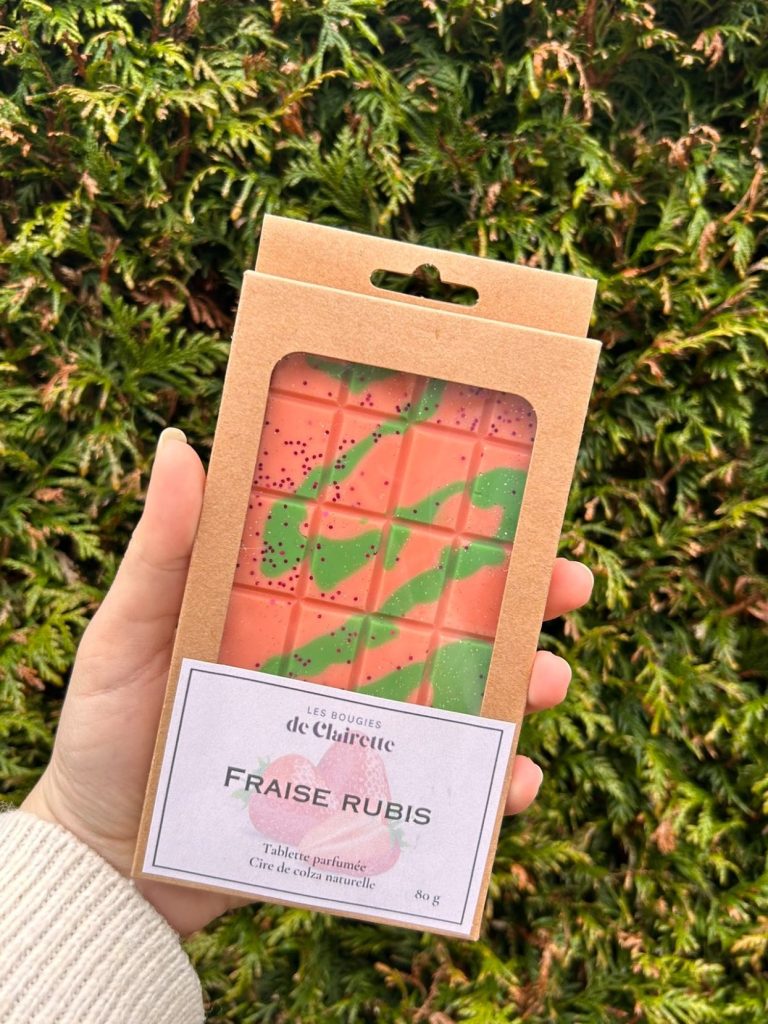 LES BOUGIES
de Clairette
FRAISE RUBIS
Tablette parfumée
Cire de colza naturelle
80 g